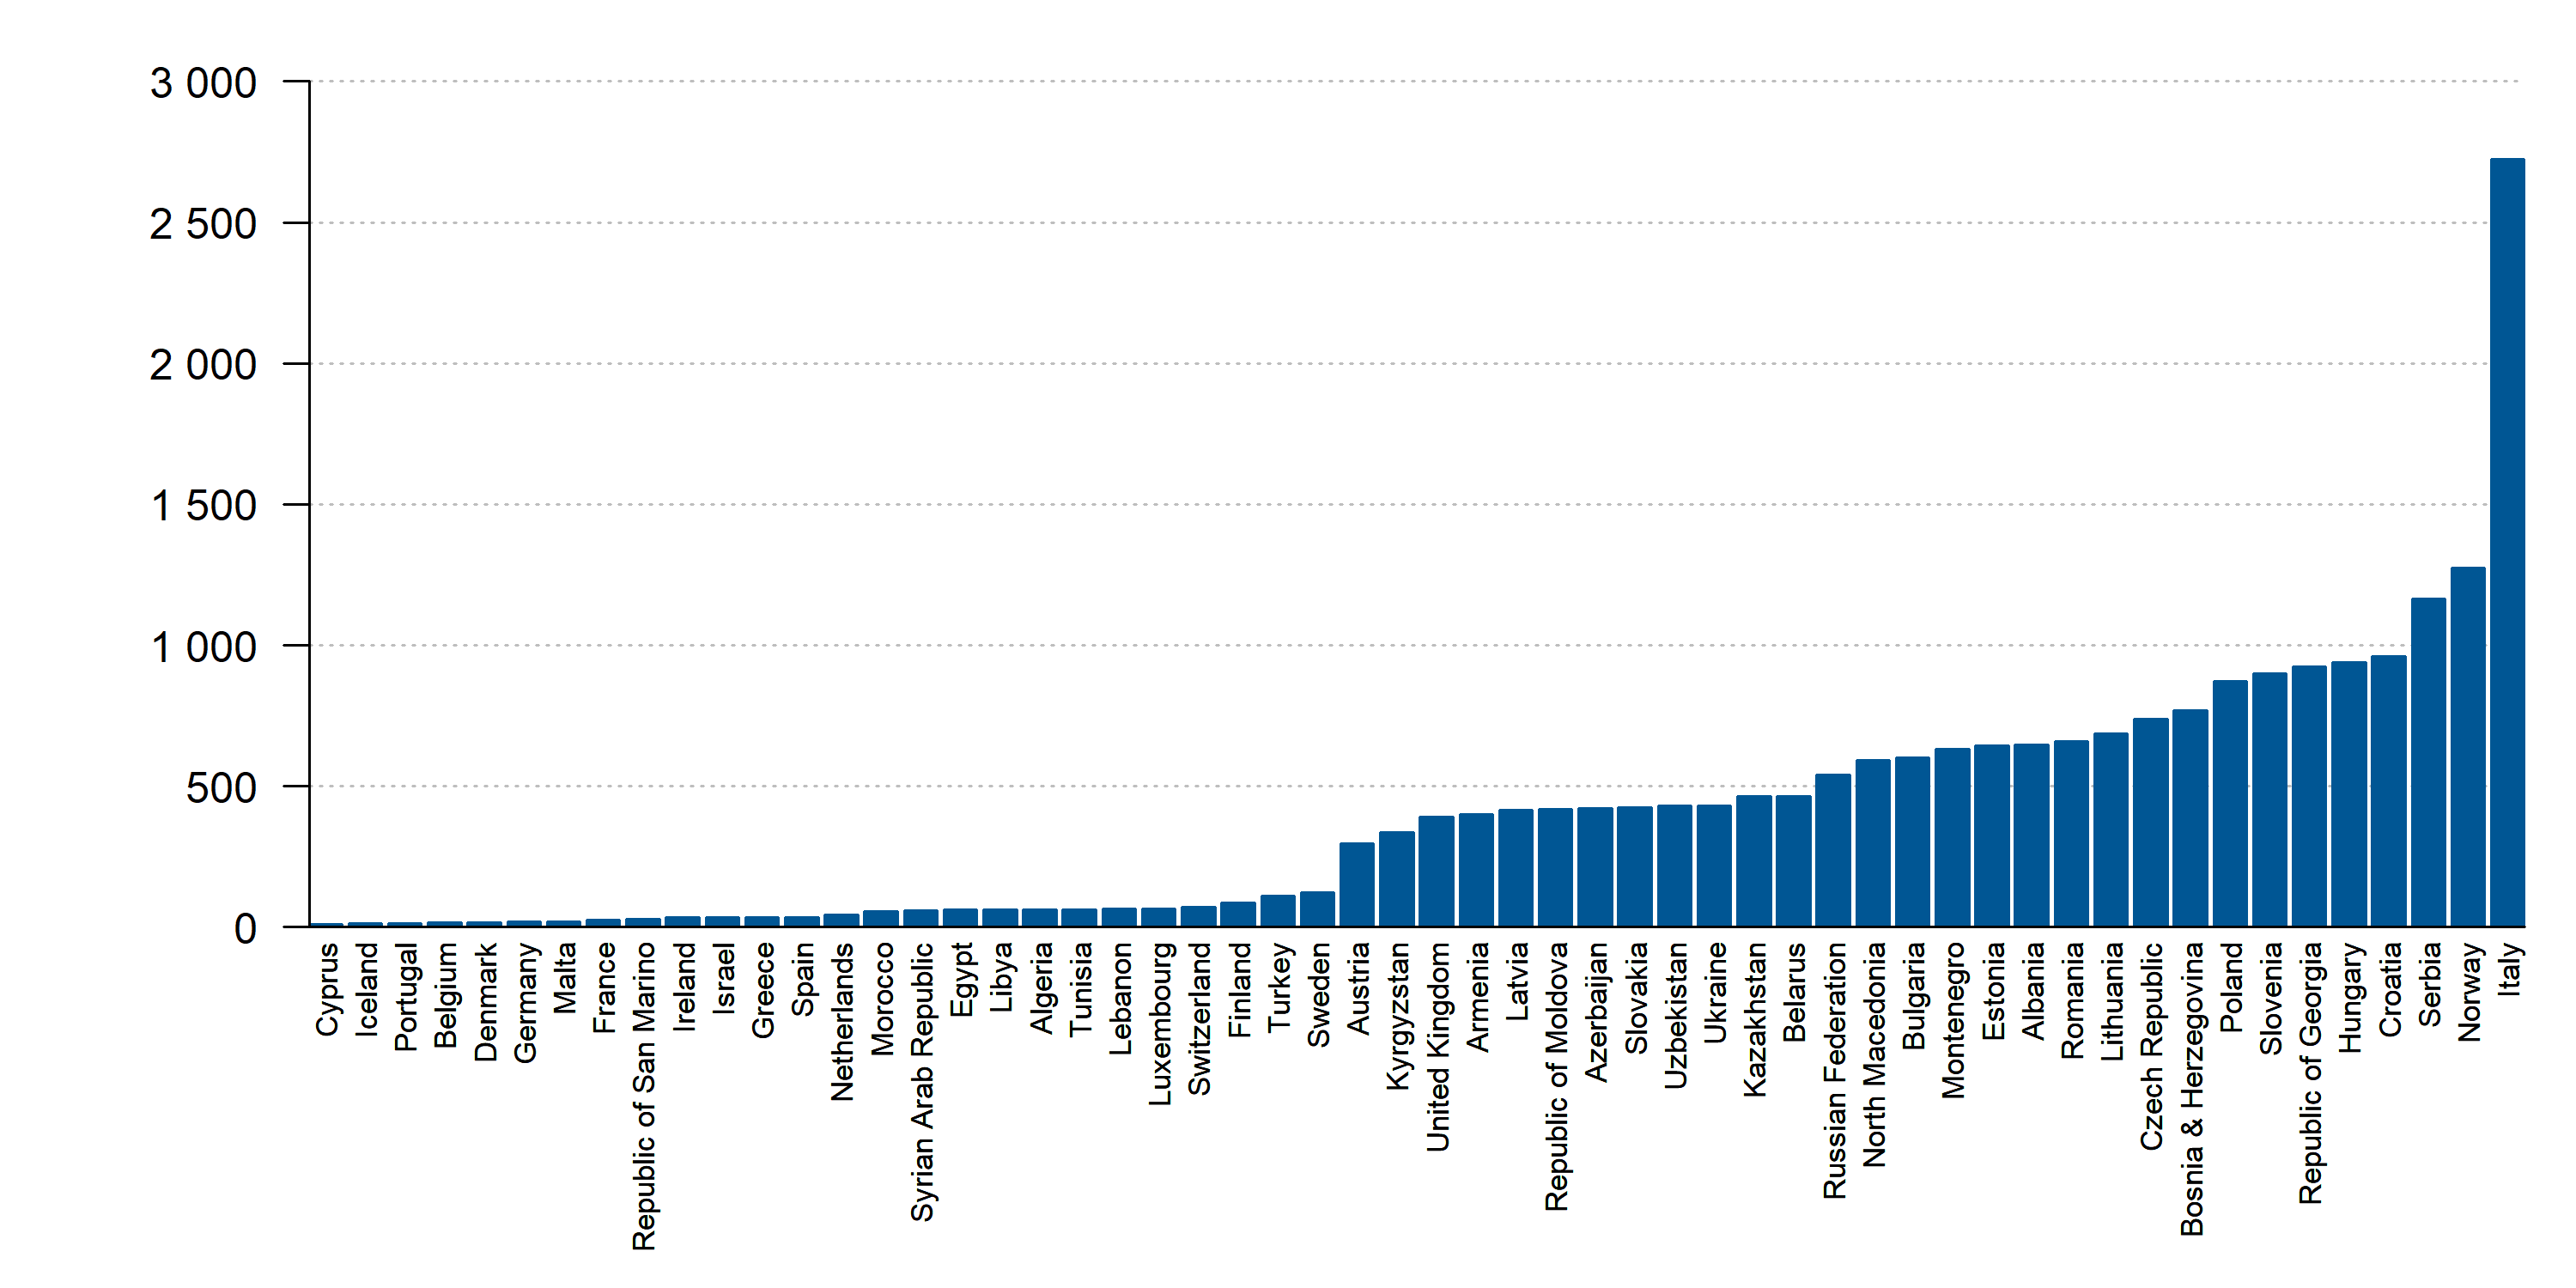 3 000
2 500
2 000
1 500
1 000
500
0
Cyprus
Iceland
Portugal
Belgium
Denmark
Germany
Malta
France
Republic of San Marino
Ireland
Israel
Greece
Spain
Netherlands
Morocco
Syrian Arab Republic
Egypt
Libya
Algeria
Tunisia
Lebanon
Luxembourg
Switzerland
Finland
Turkey
Sweden
Austria
Kyrgyzstan
United Kingdom
Armenia
Latvia
Republic of Moldova
Azerbaijan
Slovakia
Uzbekistan
Ukraine
Kazakhstan
Belarus
Russian Federation
North Macedonia
Bulgaria
Montenegro
Estonia
Albania
Romania
Lithuania
Czech Republic
Bosnia & Herzegovina
Poland
Slovenia
Republic of Georgia
Hungary
Croatia
Serbia
Norway
Italy